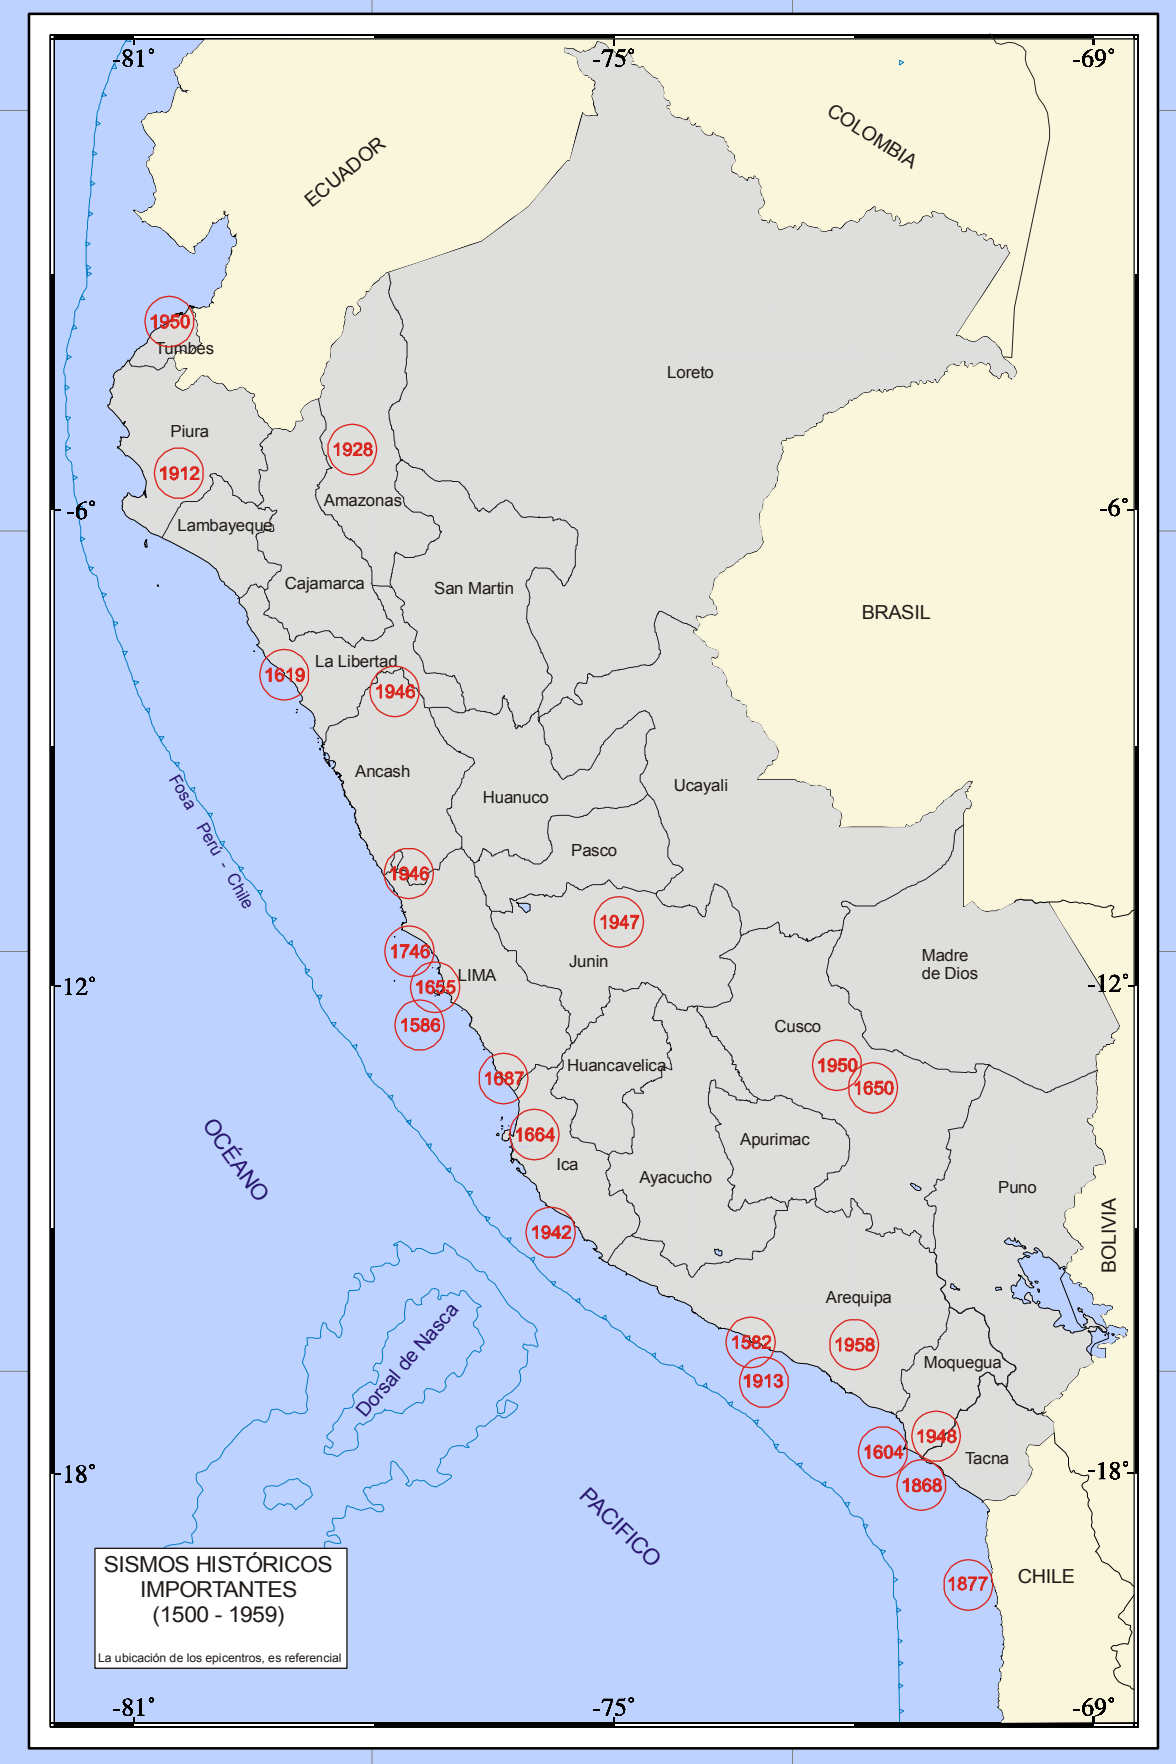 -81°
-75°
-69°
COLOMBIA
ECUADOR
1950
Tumbes
Loreto
Piura
1928
1912
Amazonas
-6°
-6°
Lambayeque
Cajamarca
San Martin
BRASIL
La Libertad
1619
1946
Ancash
Ucayali
Huanuco
Fosa Perú - Chile
Pasco
1946
1947
1746
Junin
Madre
de Dios
LIMA
-12°
1655
-12°
1586
Cusco
Huancavelica
1950
1687
1650
1664
Apurimac
OCÉANO
Ica
Ayacucho
Puno
1942
BOLIVIA
Arequipa
Dorsal de Nasca
1582
1958
Moquegua
1913
1948
1604
Tacna
-18°
1868
-18°
PACIFICO
SISMOS HISTÓRICOS
IMPORTANTES
(1500 - 1959)
La ubicación de los epicentros, es referencial
1877
CHILE
-81°
-75°
-69°